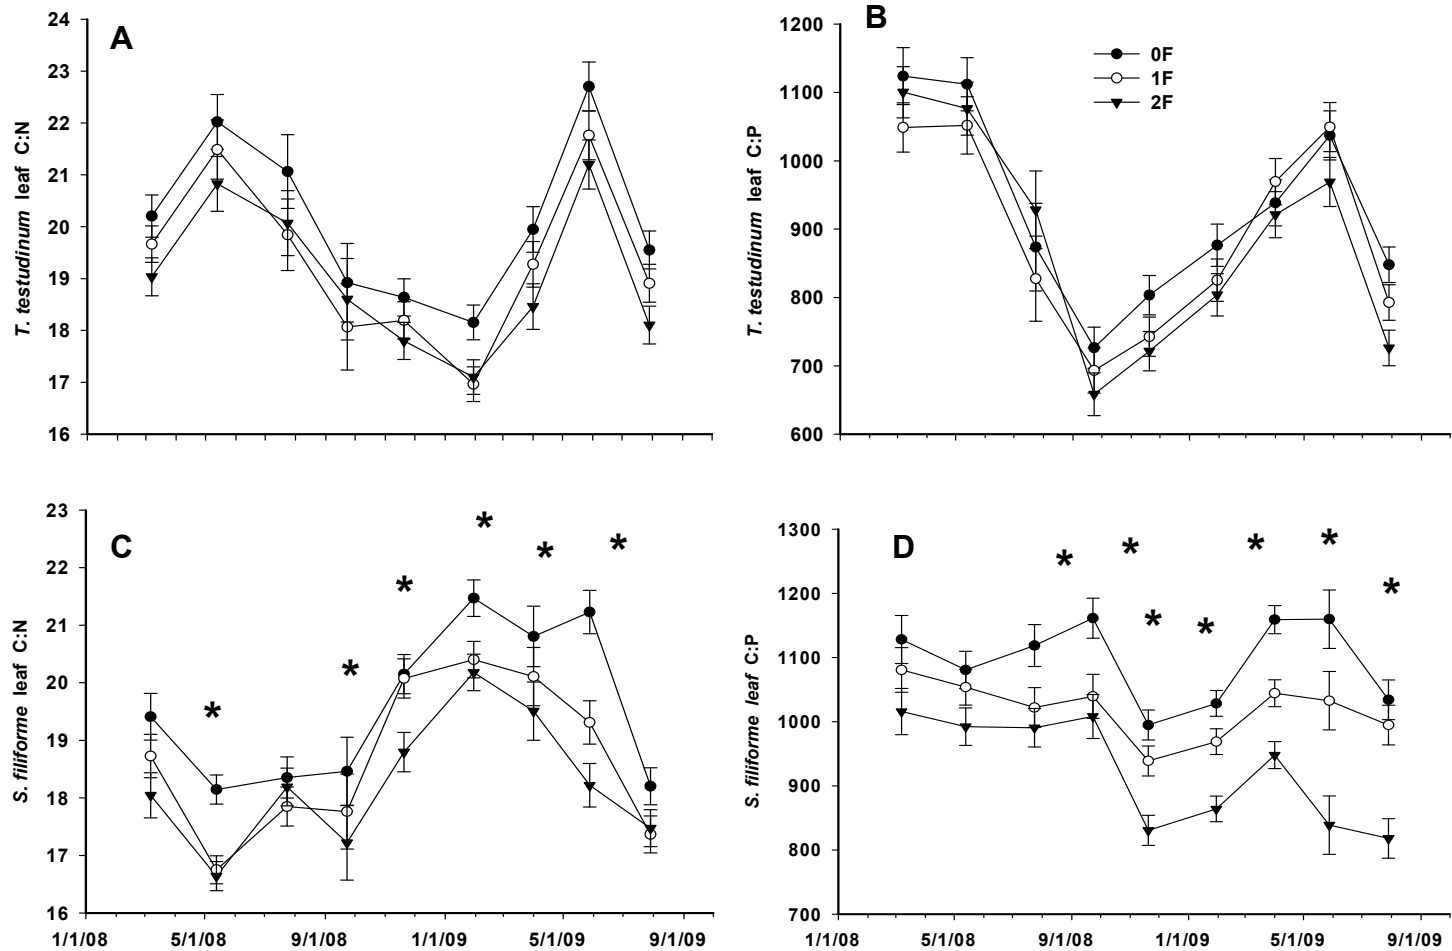 A
T. testudinum leaf C:N
24
23
22
21
20
19
18
17
16
B
T. testudinum leaf C:P
1200
1100
1000
900
800
700
600
0F
1F
2F
C
S. filiforme leaf C:N
23
22
21
20
19
18
17
16
* * * * * *
1/1/08 5/1/08 9/1/08 1/1/09 5/1/09 9/1/09
D
S. filiforme leaf C:P
1300
1200
1100
1000
900
800
700
* * * * * * *
1/1/08 5/1/08 9/1/08 1/1/09 5/1/09 9/1/09